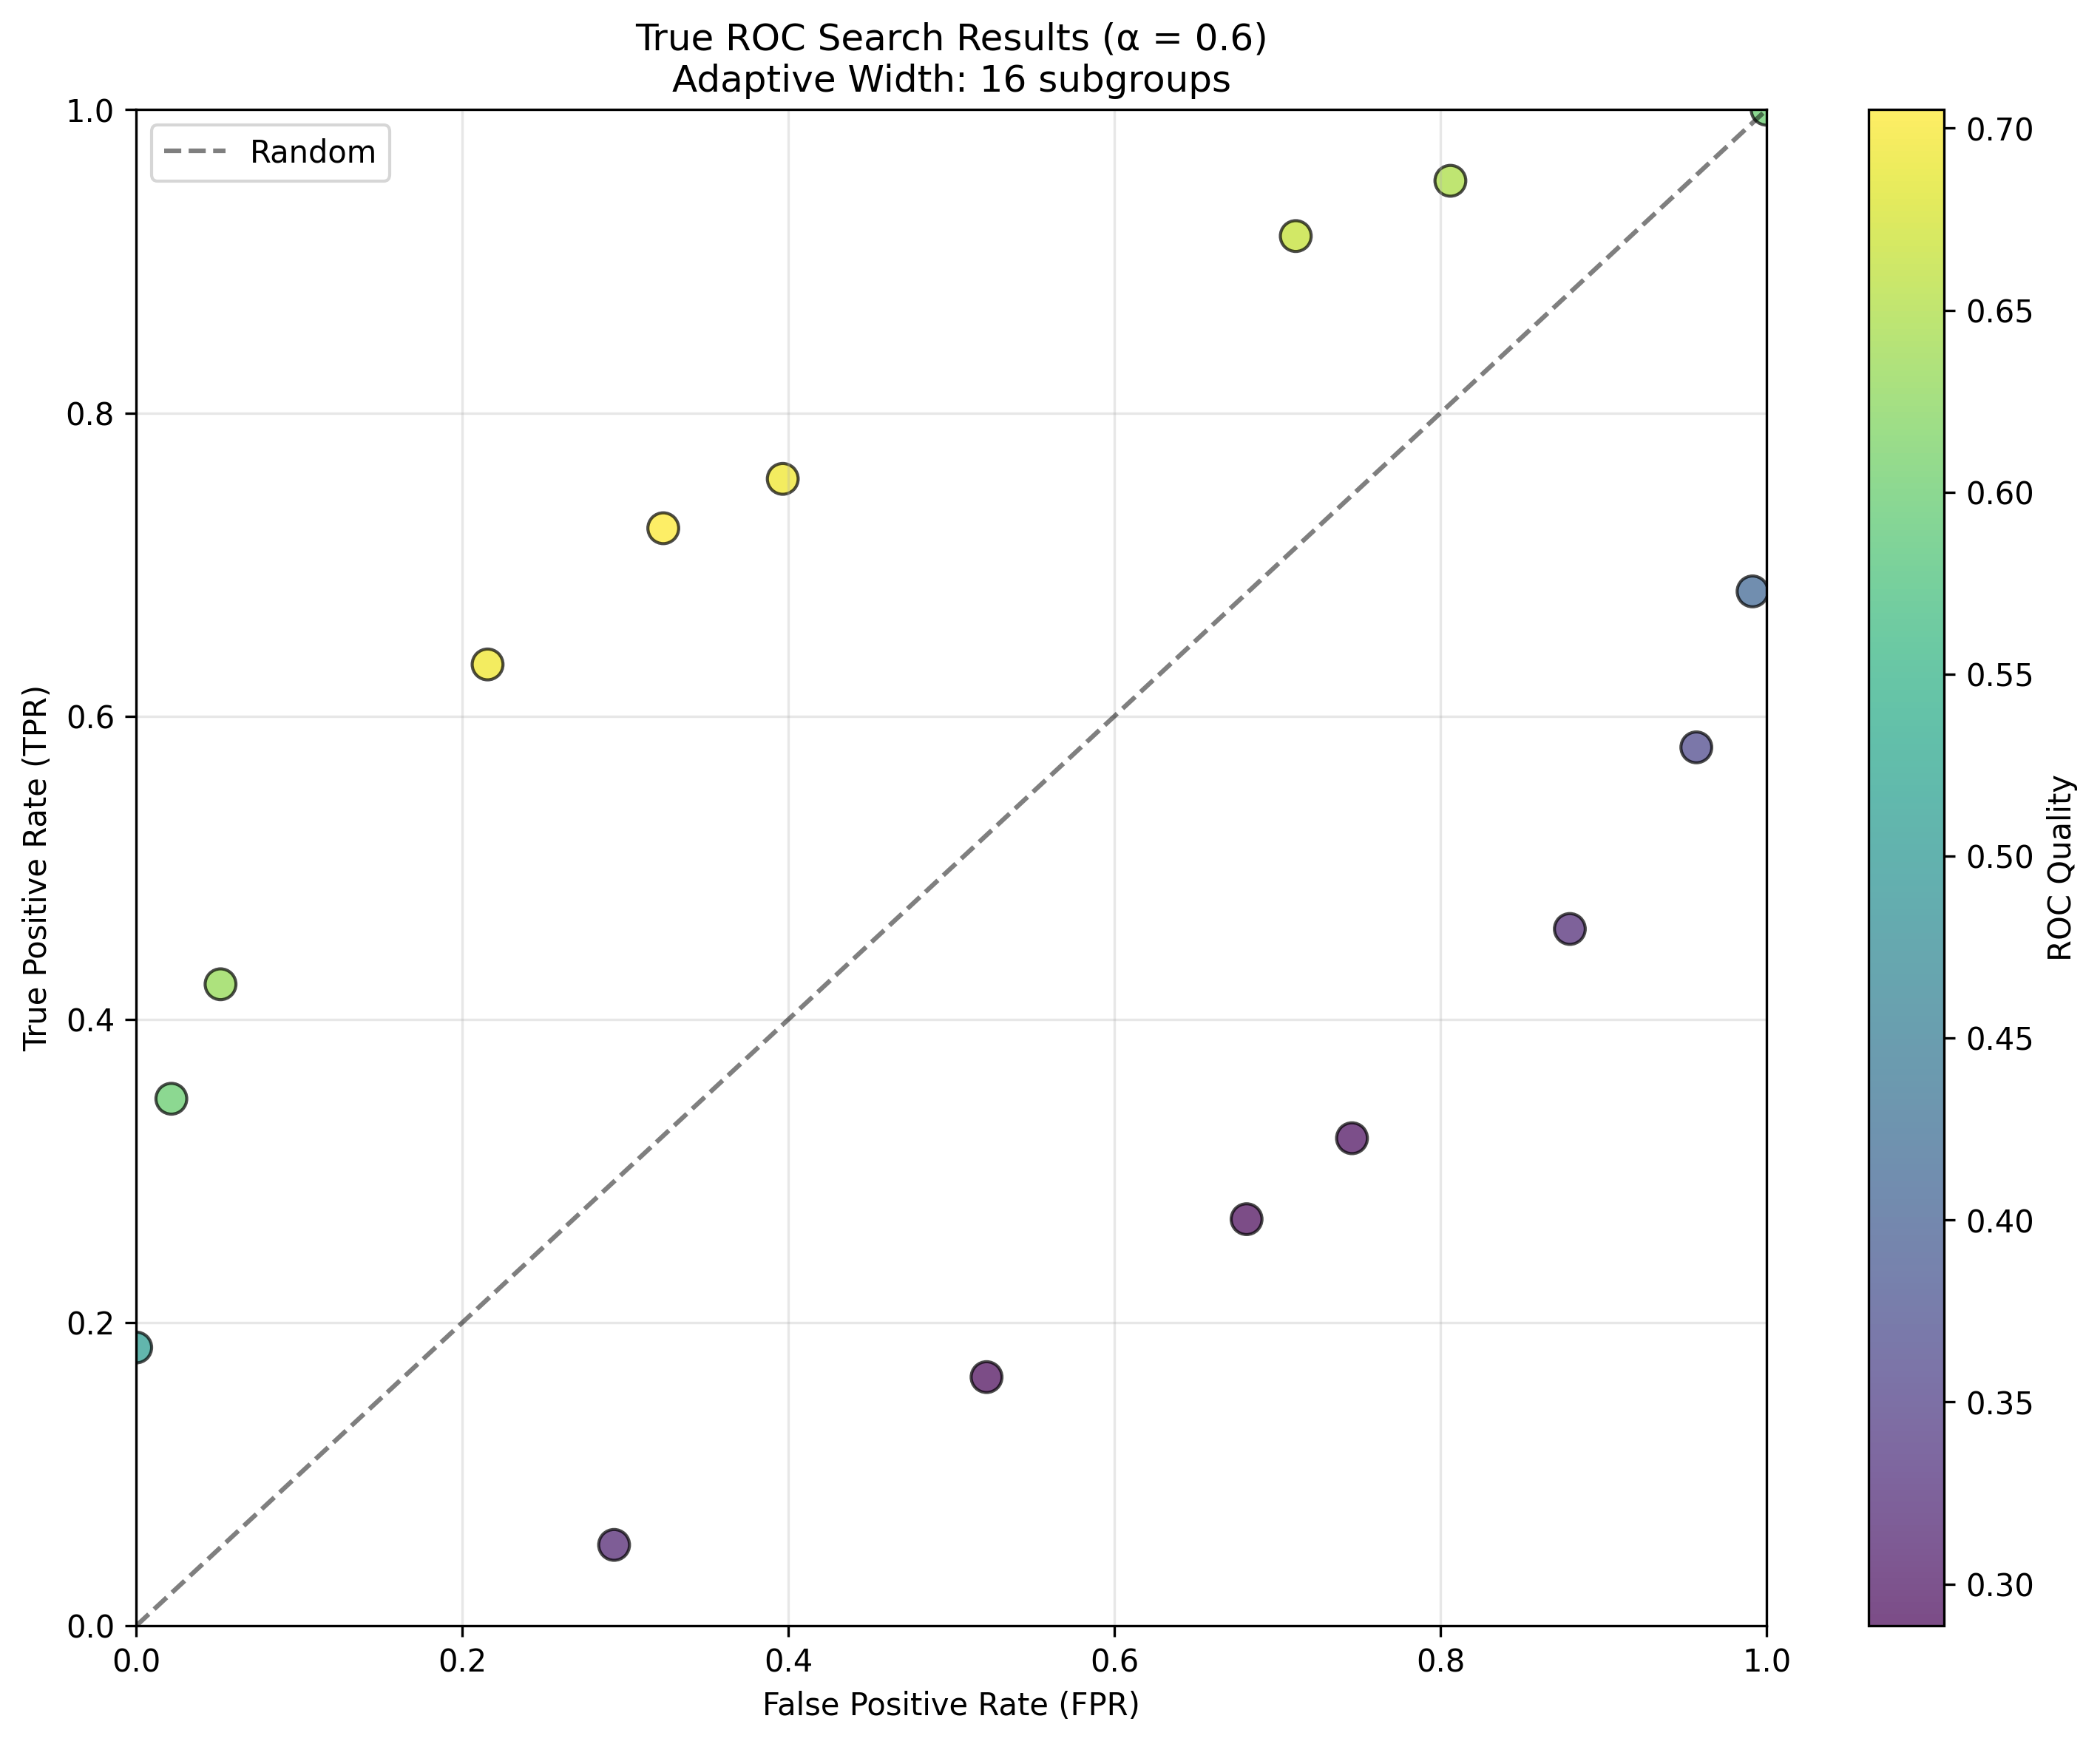 True ROC Search Results (α = 0.6)
Adaptive Width: 16 subgroups
Random
True Positive Rate (TPR)
1.0
0.8
0.6
0.4
0.2
0.0
0.0 0.2 0.4 0.6 0.8 1.0
False Positive Rate (FPR)
0.70
0.65
0.60
0.55
0.50
0.45
0.40
0.35
0.30
ROC Quality